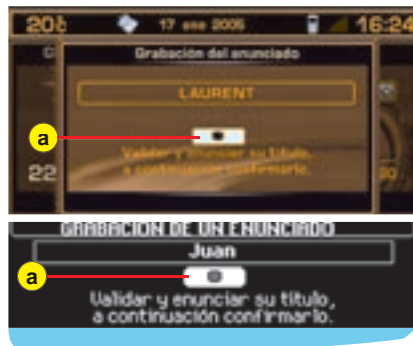 20 17 ene 2005 16:24
Grabación del enunciado
LAURENT
a
Validar y enunciar su título,
a continuación confirmarlo.
22
GRABACION DE UN ENUNCIADO
Juan
a
Validar y enunciar su título,
a continuación confirmarlo.